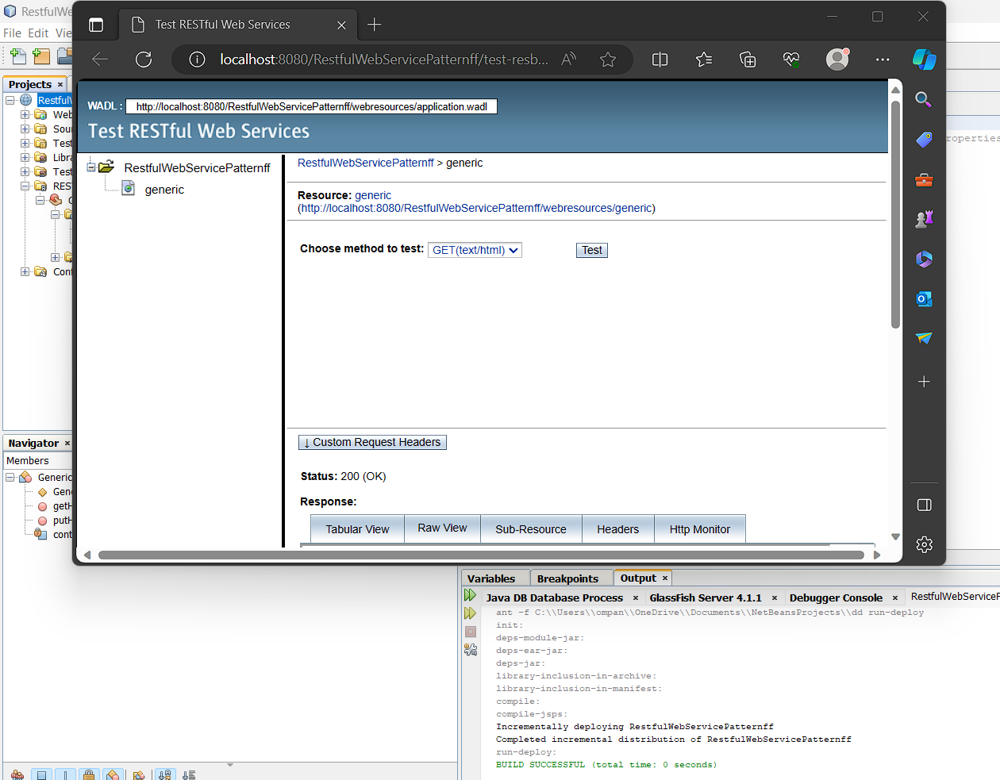 RestfulWe
File Edit Vie
Test RESTful Web Services
localhost:8080/RestfulWebServicePatternff/test-resb...
Projects
RestfulW
Web
Sour
Test
Libra
Test
REST
G
Conf
WADL : http://localhost:8080/RestfulWebServicePatternff/webresources/application.wadl
Test RESTful Web Services
RestfulWebServicePatternff
generic
RestfulWebServicePatternff > generic
Resource: generic
(http://localhost:8080/RestfulWebServicePatternff/webresources/generic)
Choose method to test: GET(text/html) Test
↓ Custom Request Headers
Status: 200 (OK)
Response:
Tabular View Raw View Sub-Resource Headers Http Monitor
roperties
Navigator
Members
Generic
Gen
getH
putH
cont
Variables Breakpoints Output
Java DB Database Process GlassFish Server 4.1.1 Debugger Console RestfulWebServiceP
ant -f C:\\Users\\ompan\\OneDrive\\Documents\\NetBeansProjects\\dd run-deploy
init:
deps-module-jar:
deps-ear-jar:
deps-jar:
library-inclusion-in-archive:
library-inclusion-in-manifest:
compile:
compile-jsps:
Incrementally deploying RestfulWebServicePatternff
Completed incremental distribution of RestfulWebServicePatternff
run-deploy:
BUILD SUCCESSFUL (total time: 0 seconds)